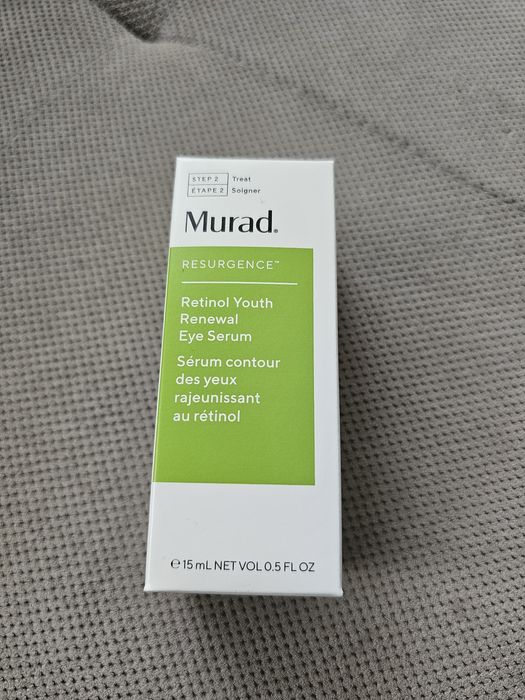 STEP 2 Treat
ÉTAPE 2 Soigner
Murad.
RESURGENCE™
Retinol Youth
Renewal
Eye Serum
Sérum contour
des yeux
rajeunissant
au rétinol
℮ 15 mL NET VOL 0.5 FL OZ